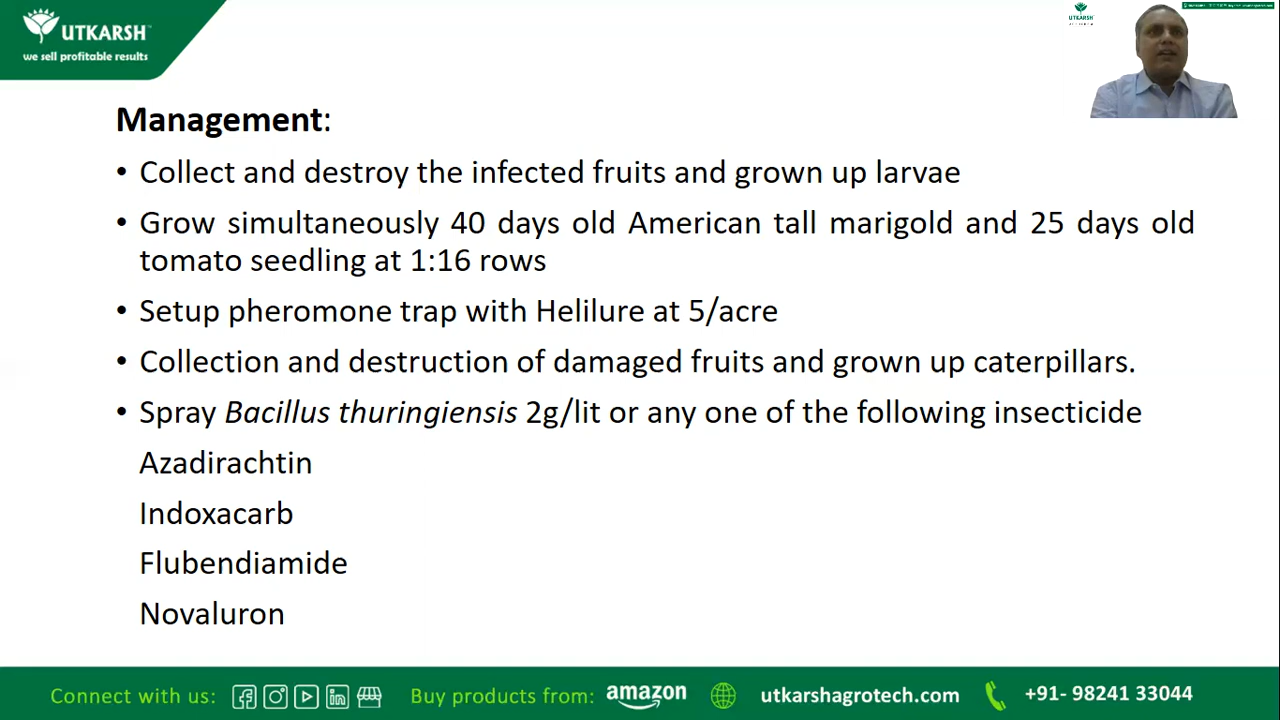 UTKARSH
we sell profitable results
UTKARSH
Management:
• Collect and destroy the infected fruits and grown up larvae
• Grow simultaneously 40 days old American tall marigold and 25 days old
tomato seedling at 1:16 rows
• Setup pheromone trap with Helilure at 5/acre
• Collection and destruction of damaged fruits and grown up caterpillars.
• Spray Bacillus thuringiensis 2g/lit or any one of the following insecticide
Azadirachtin
Indoxacarb
Flubendiamide
Novaluron
Connect with us: Buy products from: amazon utkarshagrotech.com +91- 98241 33044